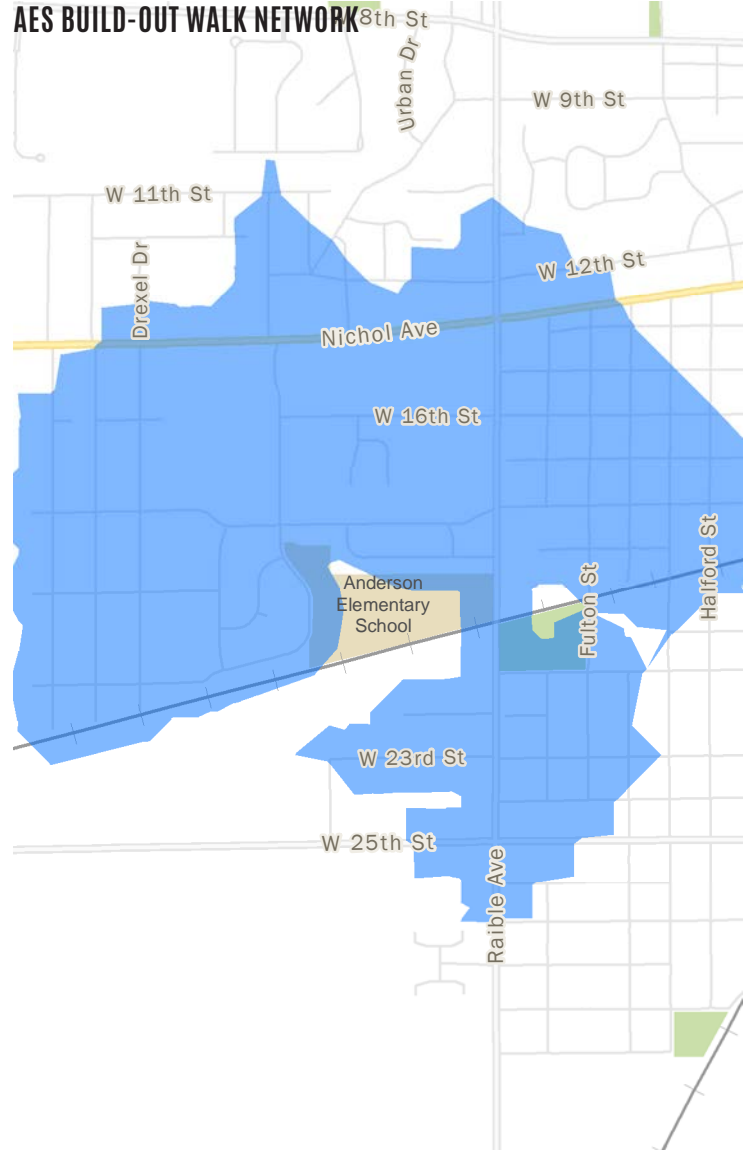 AES BUILD-OUT WALK NETWORK
W 8th St
Urban Dr
W 9th St
W 11th St
W 12th St
Drexel Dr
Nichol Ave
W 16th St
Halford St
Anderson
Elementary
School
Fulton St
W 23rd St
W 25th St
Raible Ave